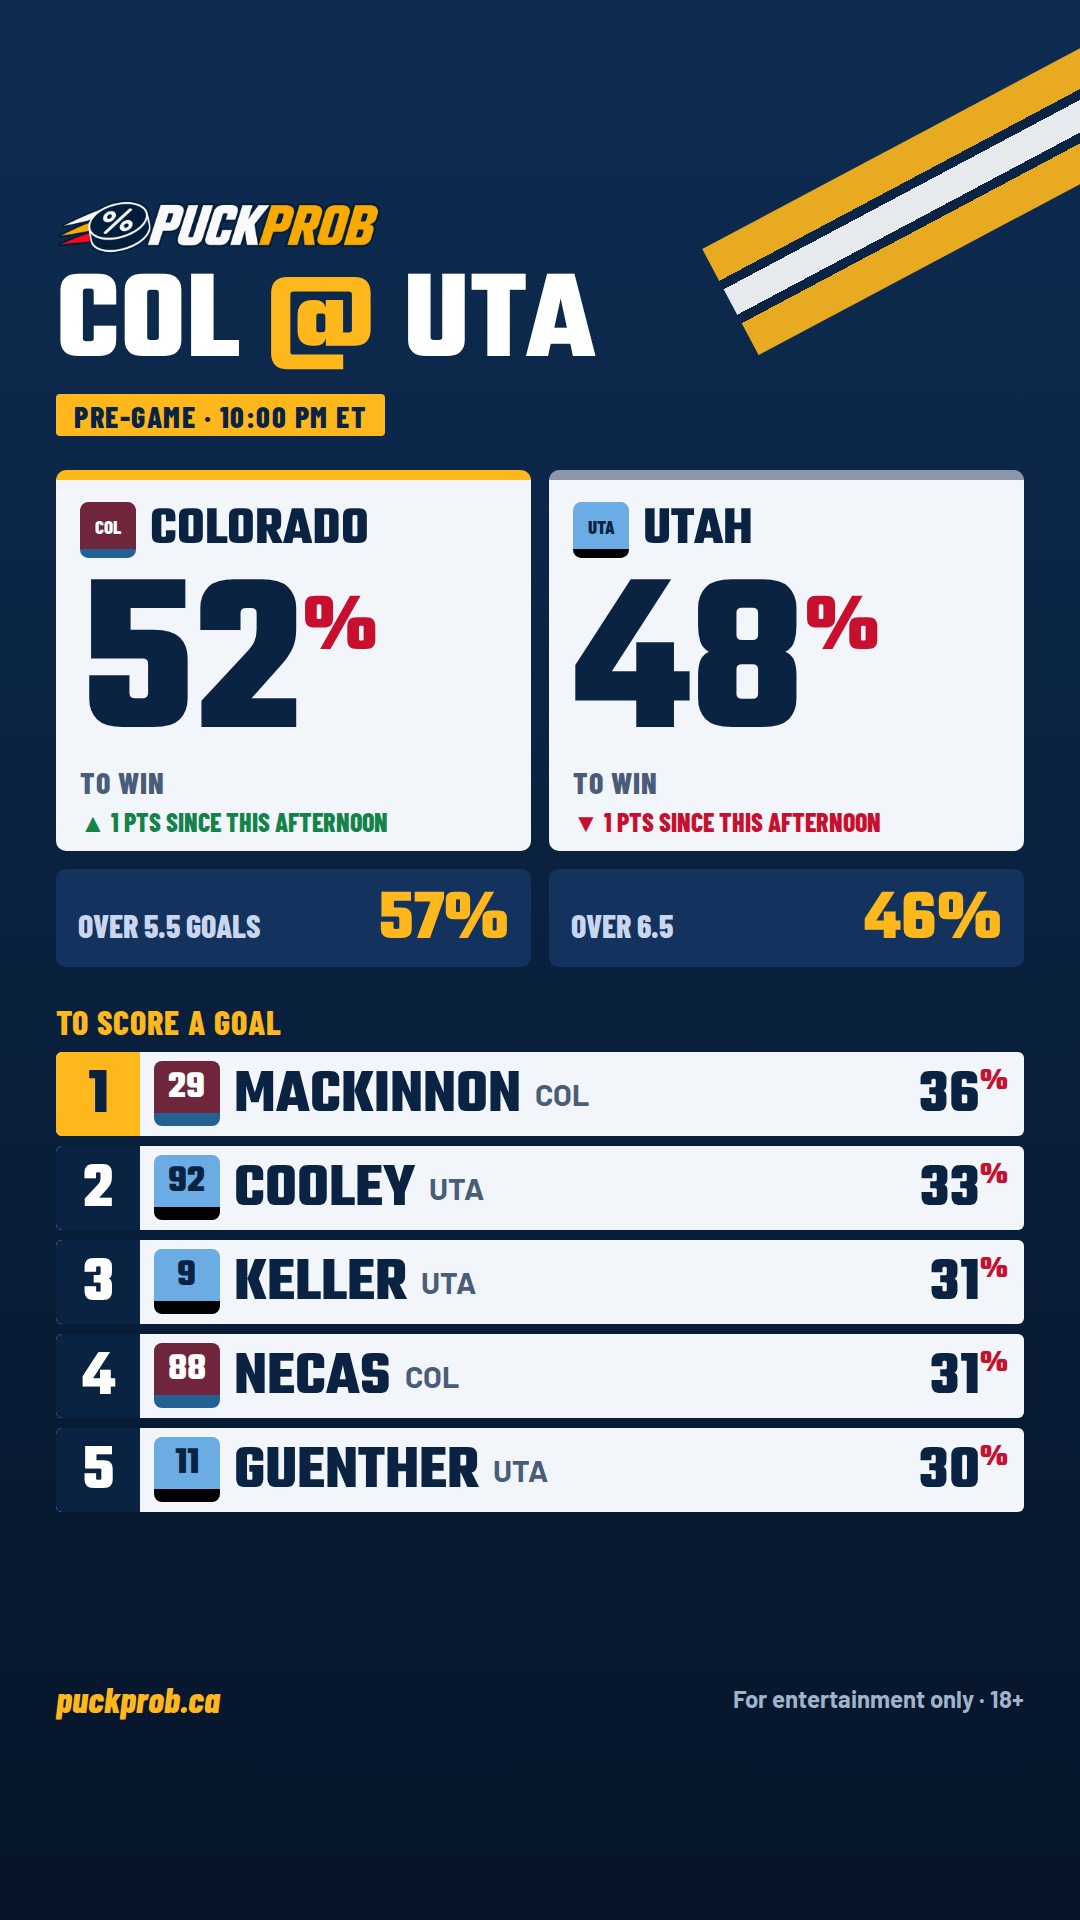 % PUCKPROB
COL @ UTA
PRE-GAME · 10:00 PM ET
COL COLORADO
52%
TO WIN
▲ 1 PTS SINCE THIS AFTERNOON
UTA UTAH
48%
TO WIN
▼ 1 PTS SINCE THIS AFTERNOON
OVER 5.5 GOALS 57%
OVER 6.5 46%
TO SCORE A GOAL
1 29 MACKINNON COL 36%
2 92 COOLEY UTA 33%
3 9 KELLER UTA 31%
4 88 NECAS COL 31%
5 11 GUENTHER UTA 30%
puckprob.ca
For entertainment only · 18+